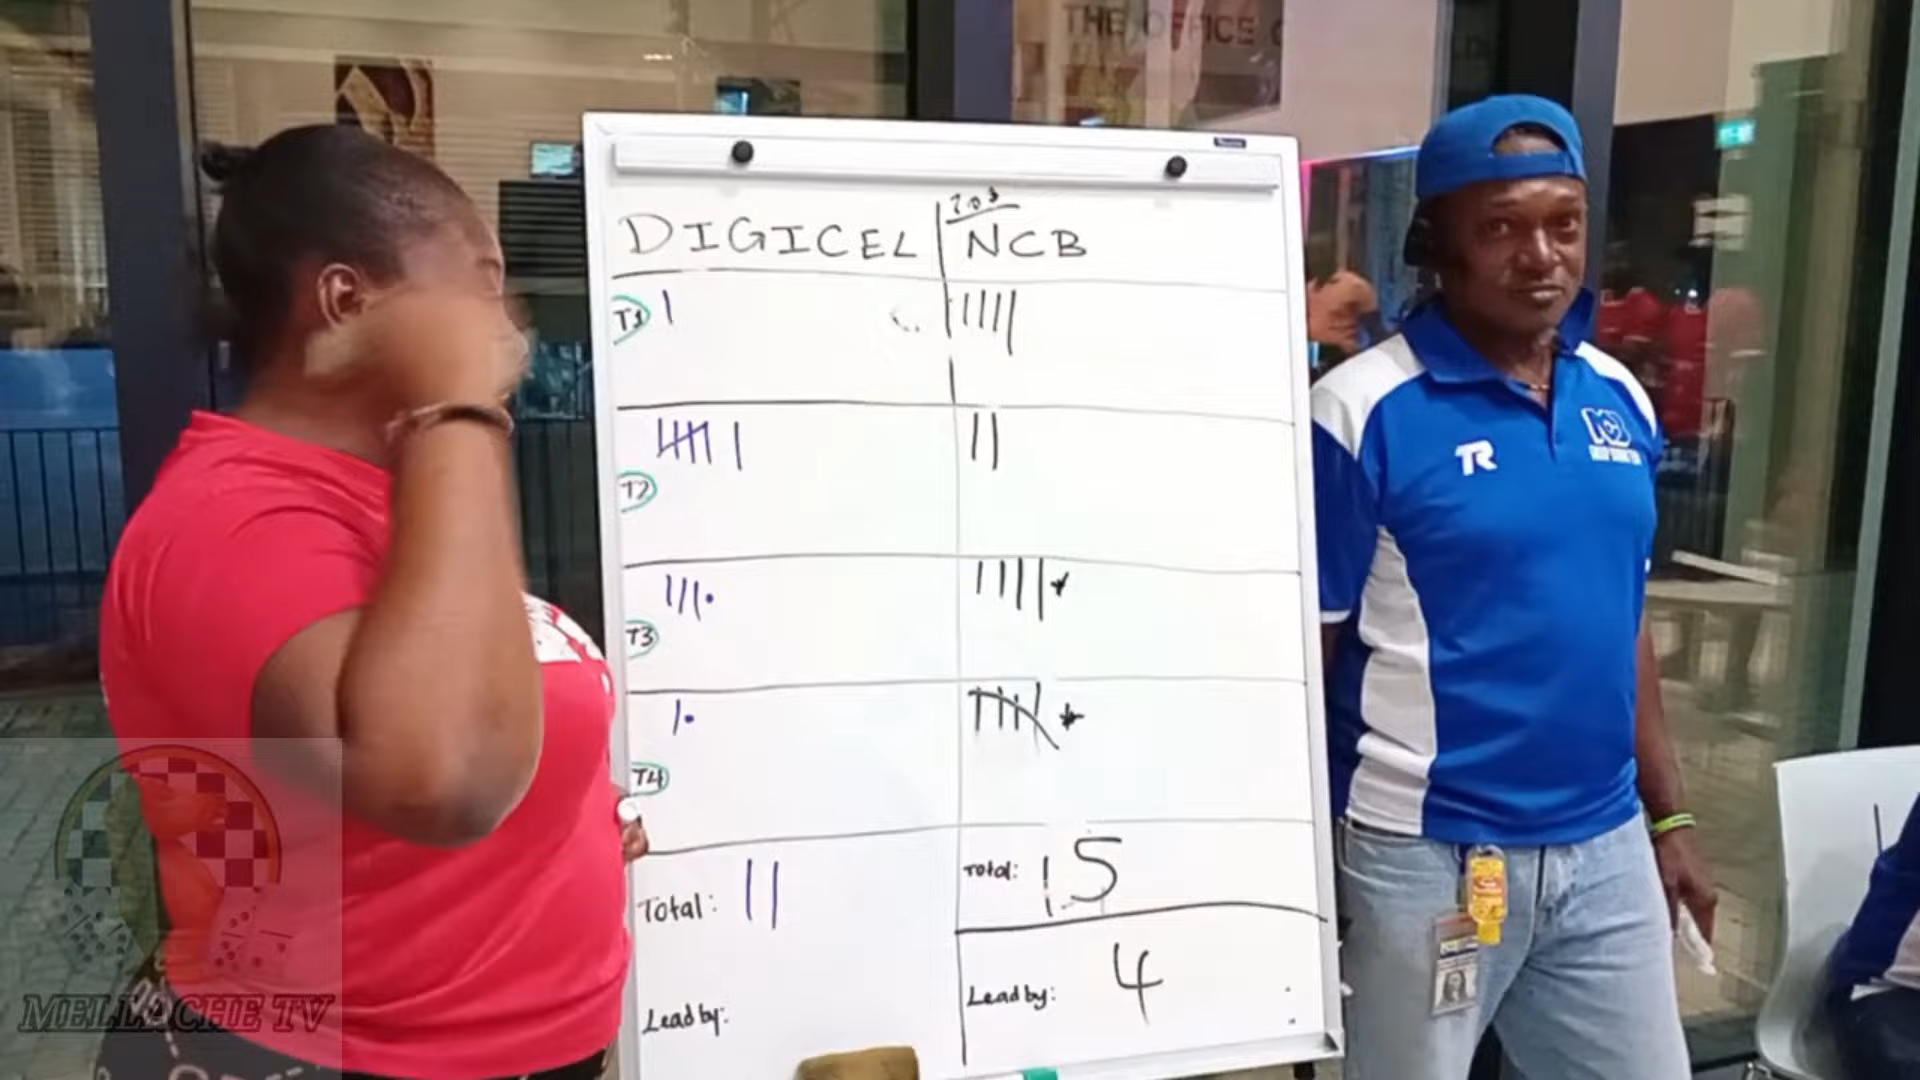 THE OFFICE
DIGICEL NCB
T1
T2
T3
T4
Total: 11
Total: 15
Lead by: 4
Lead by:
TR
MELLACHE TV